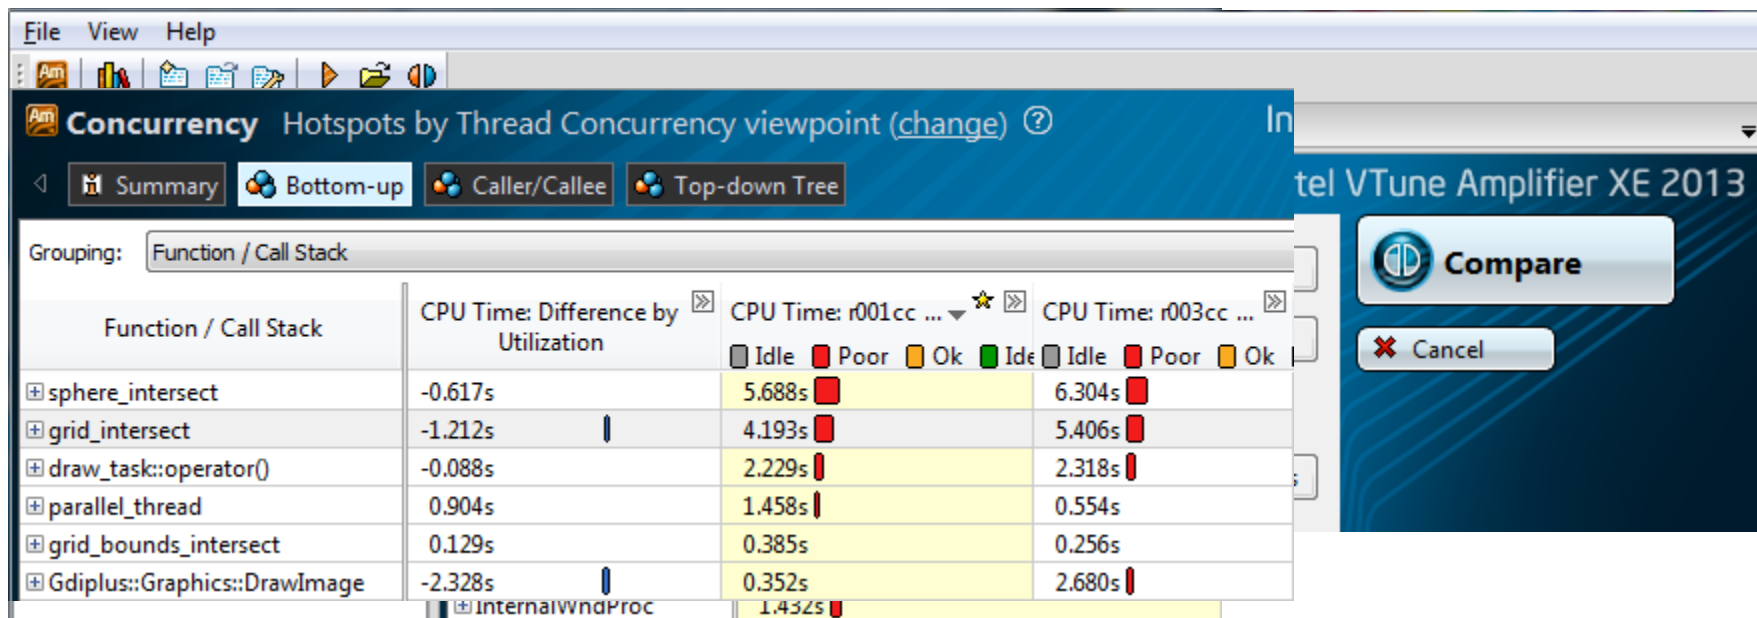 File View Help
Am
Am Concurrency Hotspots by Thread Concurrency viewpoint (change) ? In
Summary Bottom-up Caller/Callee Top-down Tree
tel VTune Amplifier XE 2013
Grouping: Function / Call Stack
Compare
Cancel
Function / Call Stack
CPU Time: Difference by
Utilization
CPU Time: r001cc ...
Idle Poor Ok Ide
CPU Time: r003cc ...
Idle Poor Ok
sphere_intersect -0.617s 5.688s 6.304s
grid_intersect -1.212s 4.193s 5.406s
draw_task::operator() -0.088s 2.229s 2.318s
parallel_thread 0.904s 1.458s 0.554s
grid_bounds_intersect 0.129s 0.385s 0.256s
Gdiplus::Graphics::DrawImage -2.328s 0.352s 2.680s
InternalWndProc 1.432s